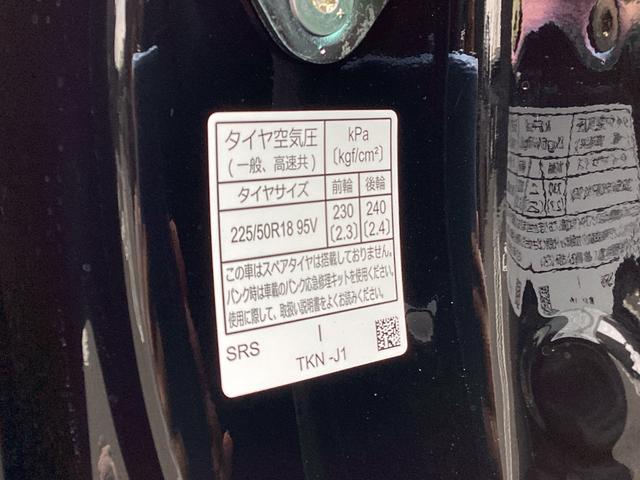 タイヤ空気圧
(一般、高速共)
kPa
[kgf/cm²]
タイヤサイズ
前輪
後輪
225/50R18 95V
230
[2.3]
240
[2.4]
この車はスペアタイヤは搭載しておりません。
パンク時は車載のパンク応急修理キットを使用ください。
使用に際して、取扱い説明書をよくお読みください。
SRS
I
TKN -J1